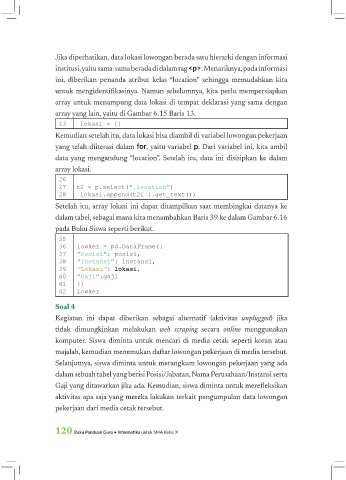 Jika diperhatikan, data lokasi lowongan berada satu hierarki dengan informasi
institusi, yaitu sama-sama berada di dalam tag <p>. Menariknya, pada informasi
ini, diberikan penanda atribut kelas “location” sehingga memudahkan kita
untuk mengidentifikasinya. Namun sebelumnya, kita perlu mempersiapkan
array untuk menampung data lokasi di tempat deklarasi yang sama dengan
array yang lain, yaitu di Gambar 6.15 Baris 13.
13 lokasi = []
Kemudian setelah itu, data lokasi bisa diambil di variabel lowongan pekerjaan
yang telah diiterasi dalam for, yaitu variabel p. Dari variabel ini, kita ambil
data yang mengandung “location”. Setelah itu, data ini disisipkan ke dalam
array lokasi.
26
27 t2 = p.select(“.location”)
28 lokasi.append(t2[ ].get_text())
Setelah itu, array lokasi ini dapat ditampilkan saat membingkai datanya ke
dalam tabel, sebagai mana kita menambahkan Baris 39 ke dalam Gambar 6.16
pada Buku Siswa seperti berikut.
35
36 lowker = pd.DataFrame({
37 “Posisi”: posisi,
38 “Instansi”: instansi,
39 “Lokasi”: lokasi,
40 “Gaji”:gaji
41 })
42 lowker
Soal 4
Kegiatan ini dapat diberikan sebagai alternatif (aktivitas unplugged) jika
tidak dimungkinkan melakukan web scraping secara online menggunakan
komputer. Siswa diminta untuk mencari di media cetak seperti koran atau
majalah, kemudian menemukan daftar lowongan pekerjaan di media tersebut.
Selanjutnya, siswa diminta untuk merangkum lowongan pekerjaan yang ada
dalam sebuah tabel yang berisi Posisi/Jabatan, Nama Perusahaan/Instansi serta
Gaji yang ditawarkan jika ada. Kemudian, siswa diminta untuk merefleksikan
aktivitas apa saja yang mereka lakukan terkait pengumpulan data lowongan
pekerjaan dari media cetak tersebut.
120 Buku Panduan Guru • Informatika untuk SMA Kelas X